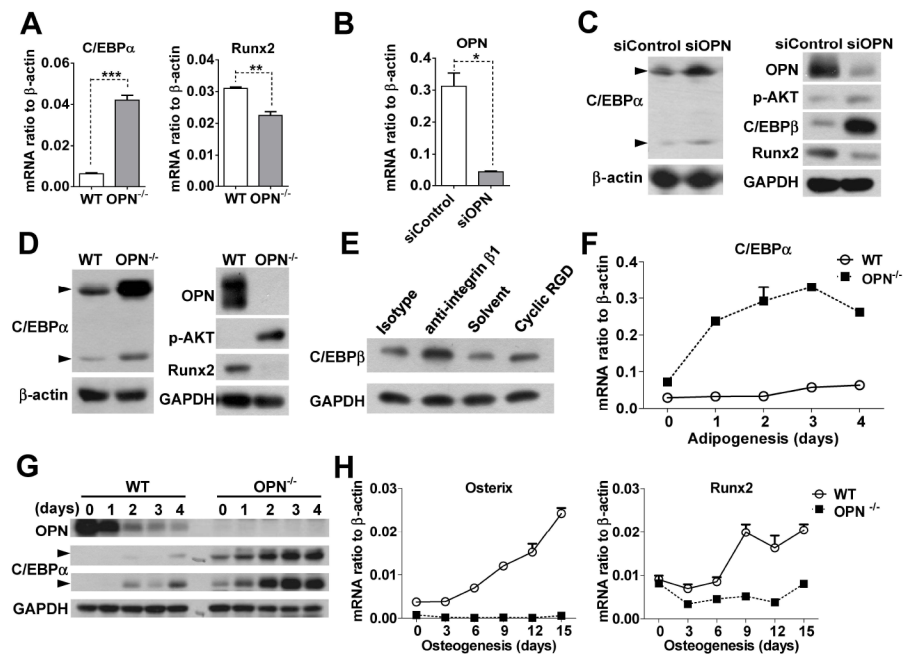 A
C/EBPα
mRNA ratio to β-actin
0.06
0.04
0.02
0.00
***
WT OPN-/-
Runx2
mRNA ratio to β-actin
0.04
0.03
0.02
0.01
0.00
**
WT OPN-/-
B
OPN
mRNA ratio to β-actin
0.4
0.3
0.2
0.1
0.0
*
siControl
siOPN
C
siControl siOPN
C/EBPα
β-actin
siControl siOPN
OPN
p-AKT
C/EBPβ
Runx2
GAPDH
D
WT OPN-/-
C/EBPα
β-actin
WT OPN-/-
OPN
p-AKT
Runx2
GAPDH
E
Isotype
anti-integrin β1
Solvent
Cyclic RGD
C/EBPβ
GAPDH
F
C/EBPα
WT
OPN-/-
mRNA ratio to β-actin
0.4
0.3
0.2
0.1
0.0
0 1 2 3 4
Adipogenesis (days)
G
WT OPN-/-
(days) 0 1 2 3 4 0 1 2 3 4
OPN
C/EBPα
GAPDH
H
Osterix
mRNA ratio to β-actin
0.03
0.02
0.01
0.00
0 3 6 9 12 15
Osteogenesis (days)
Runx2
WT
OPN -/-
mRNA ratio to β-actin
0.03
0.02
0.01
0.00
0 3 6 9 12 15
Osteogenesis (days)